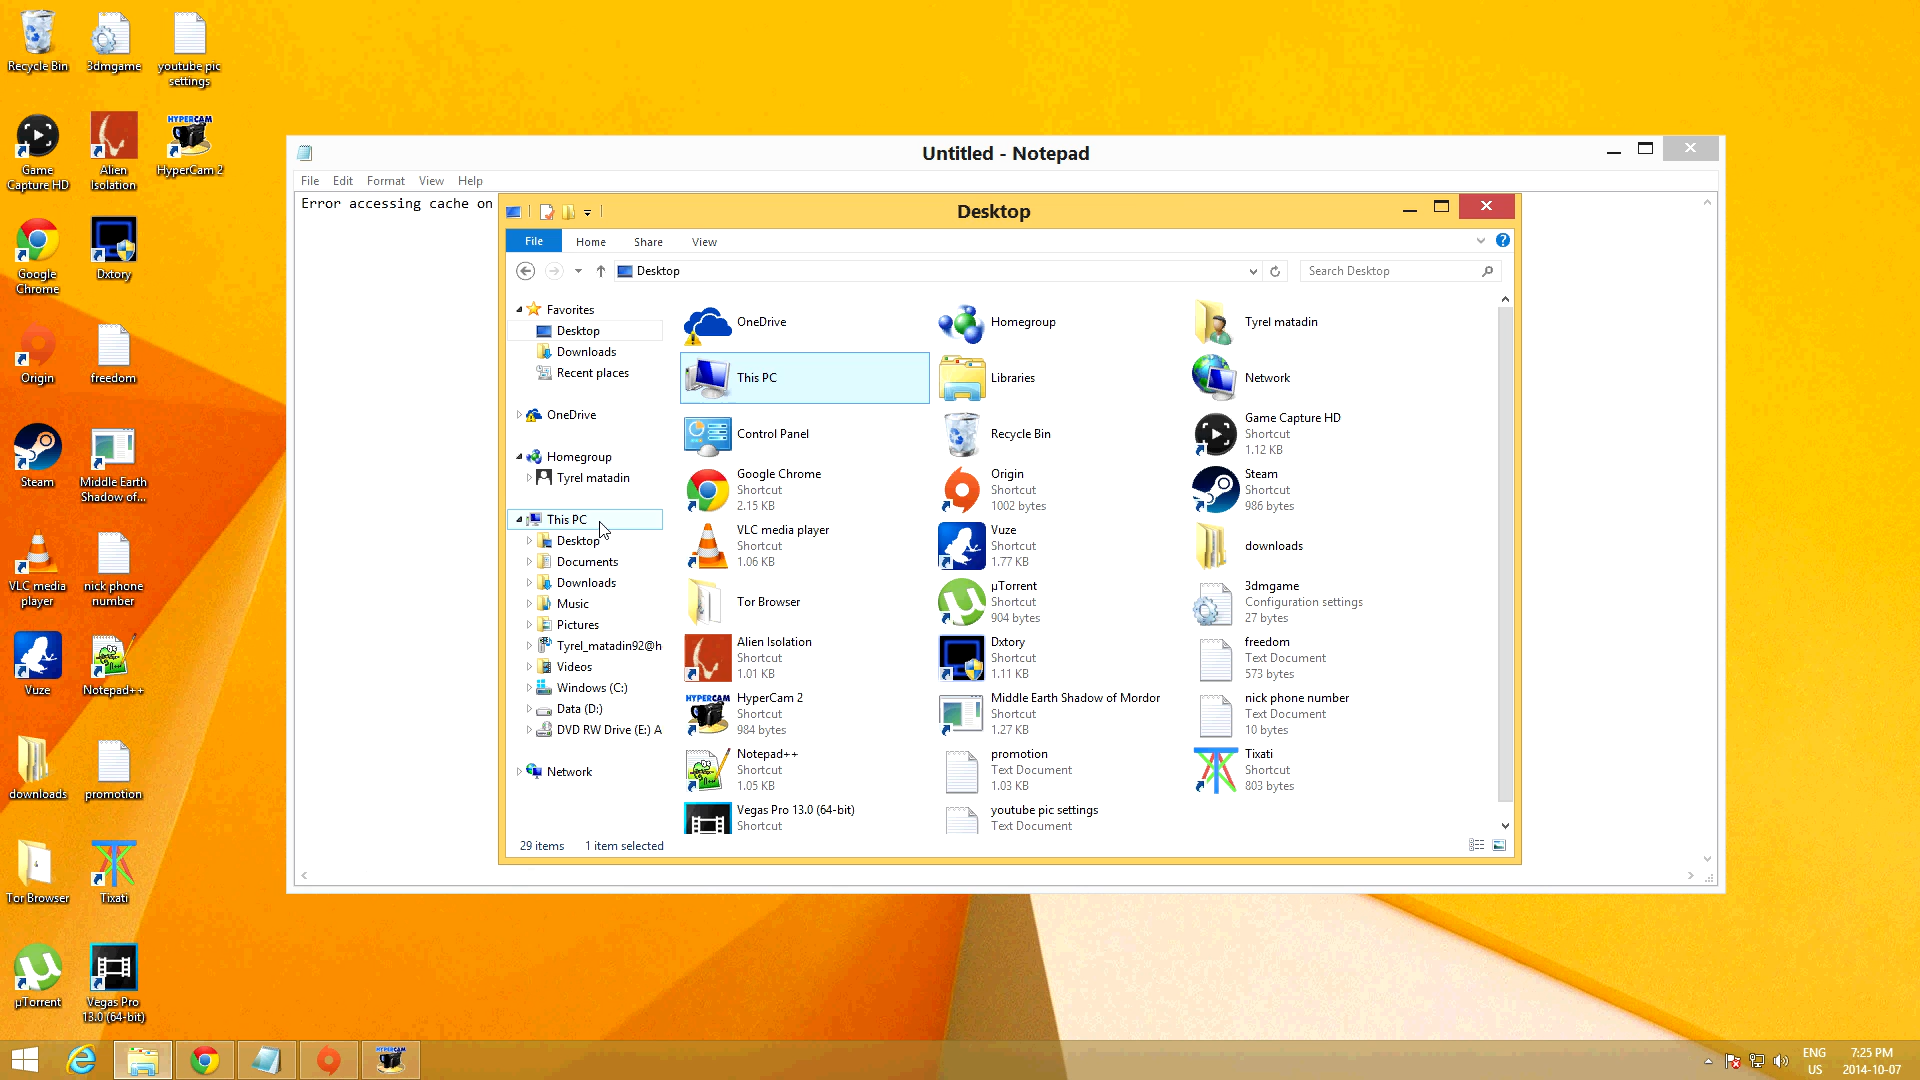 Recycle Bin
3dmgame
youtube pic
settings
Game
Capture HD
Alien
Isolation
HYPERCAM
HyperCam 2
Google
Chrome
Dxtory
Origin
freedom
Steam
Middle Earth
Shadow of...
VLC media
player
nick phone
number
Vuze
Notepad++
downloads
promotion
Tor Browser
Tixati
µTorrent
Vegas Pro
13.0 (64-bit)
Untitled - Notepad
File Edit Format View Help
Error accessing cache on
Desktop
File Home Share View
Desktop
Search Desktop
Favorites
Desktop
Downloads
Recent places
OneDrive
Homegroup
Tyrel matadin
This PC
Desktop
Documents
Downloads
Music
Pictures
Tyrel_matadin92@h
Videos
Windows (C:)
Data (D:)
DVD RW Drive (E:) A
Network
OneDrive
Homegroup
Tyrel matadin
This PC
Libraries
Network
Control Panel
Recycle Bin
Game Capture HD
Shortcut
1.12 KB
Google Chrome
Shortcut
2.15 KB
Origin
Shortcut
1002 bytes
Steam
Shortcut
986 bytes
VLC media player
Shortcut
1.06 KB
Vuze
Shortcut
1.77 KB
downloads
Tor Browser
µTorrent
Shortcut
904 bytes
3dmgame
Configuration settings
27 bytes
Alien Isolation
Shortcut
1.01 KB
Dxtory
Shortcut
1.11 KB
freedom
Text Document
573 bytes
HYPERCAM
HyperCam 2
Shortcut
984 bytes
Middle Earth Shadow of Mordor
Shortcut
1.27 KB
nick phone number
Text Document
10 bytes
Notepad++
Shortcut
1.05 KB
promotion
Text Document
1.03 KB
Tixati
Shortcut
803 bytes
Vegas Pro 13.0 (64-bit)
Shortcut
youtube pic settings
Text Document
29 items 1 item selected
HYPERCAM
ENG
US
7:25 PM
2014-10-07